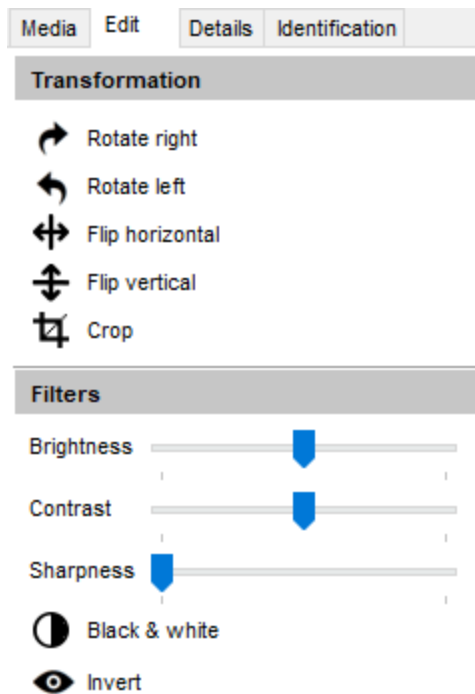 Media Edit Details Identification
Transformation
Rotate right
Rotate left
Flip horizontal
Flip vertical
Crop
Filters
Brightness
Contrast
Sharpness
Black & white
Invert